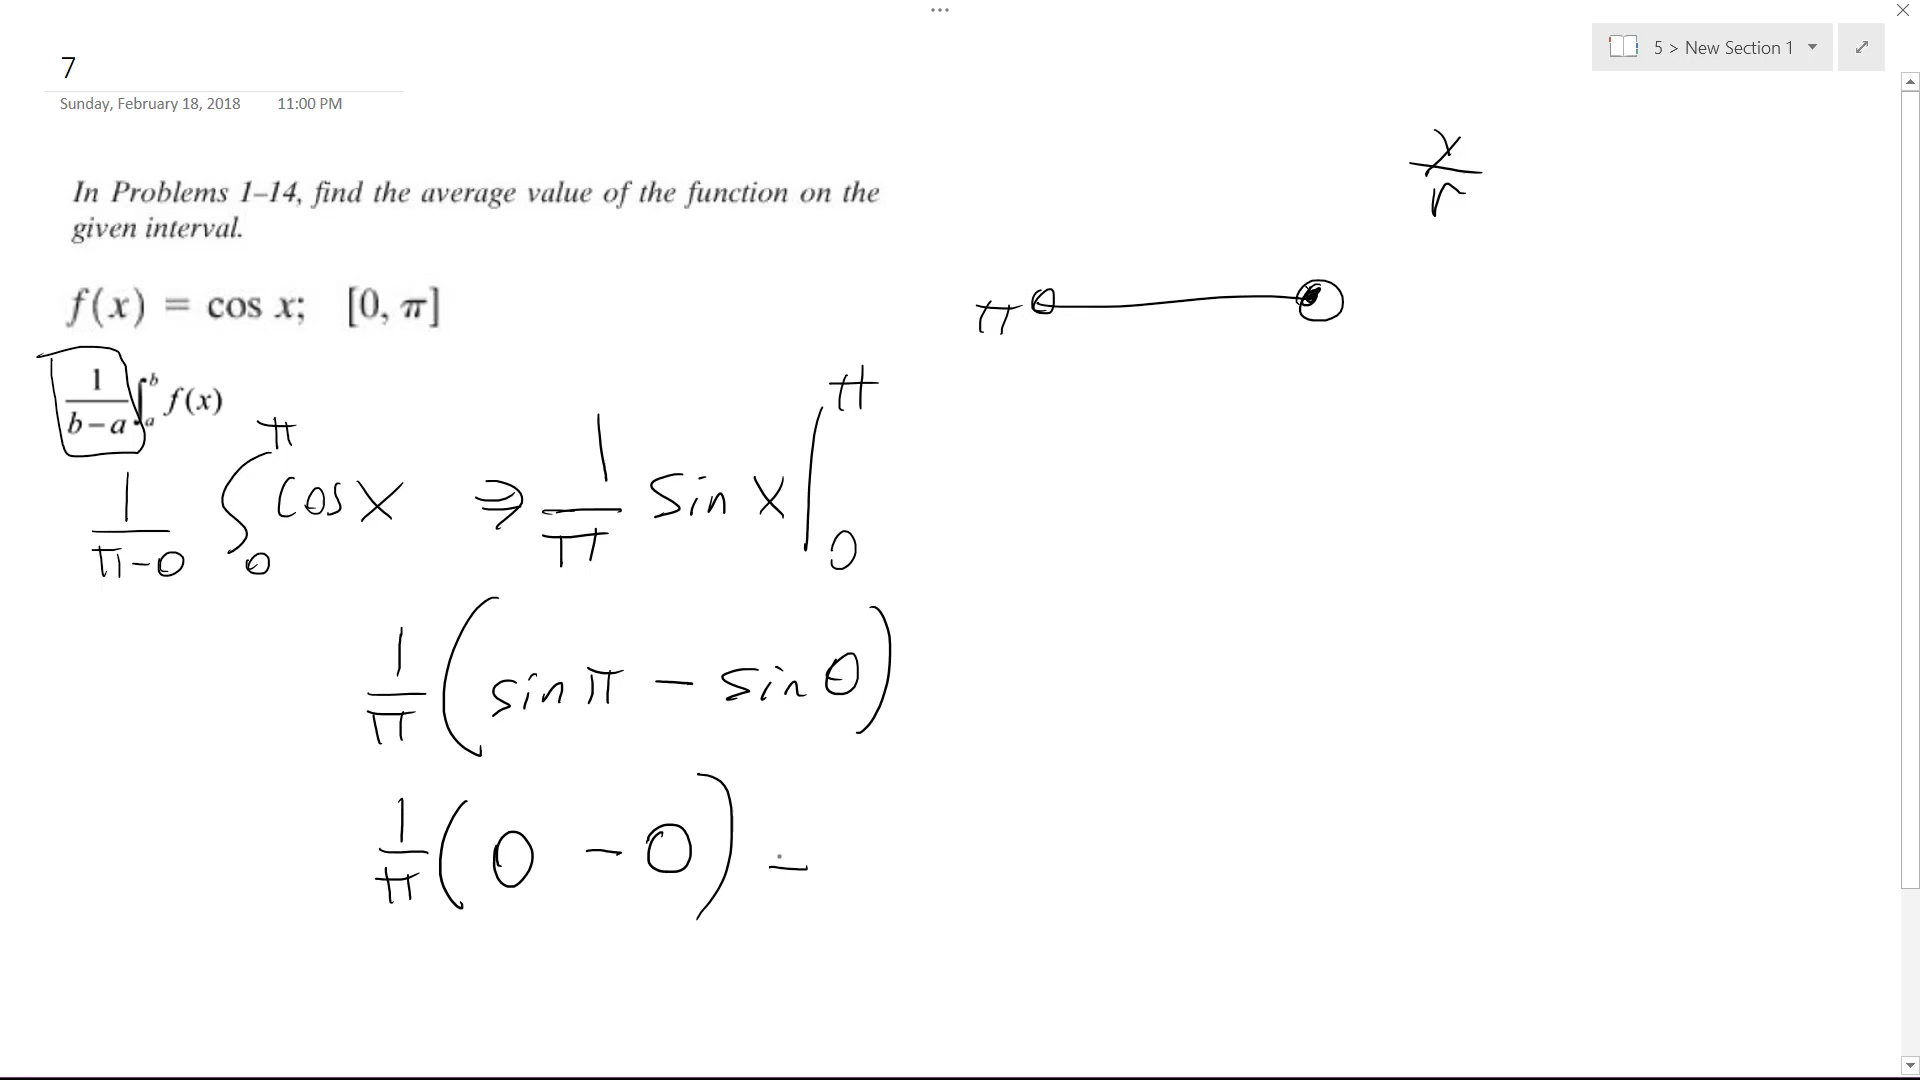 5 > New Section 1
7
Sunday, February 18, 2018 11:00 PM
In Problems 1–14, find the average value of the function on the
given interval.
f(x) = cos x; [0, π]
1/(b−a) ∫_a^b f(x)
1/(π−0) ∫_0^π cos x ⇒ 1/π sin x |_0^π
1/π (sin π − sin 0)
1/π (0 − 0) =
π
y/r